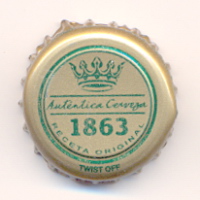 Auténtica Cerveza
1863
RECETA ORIGINAL
TWIST OFF